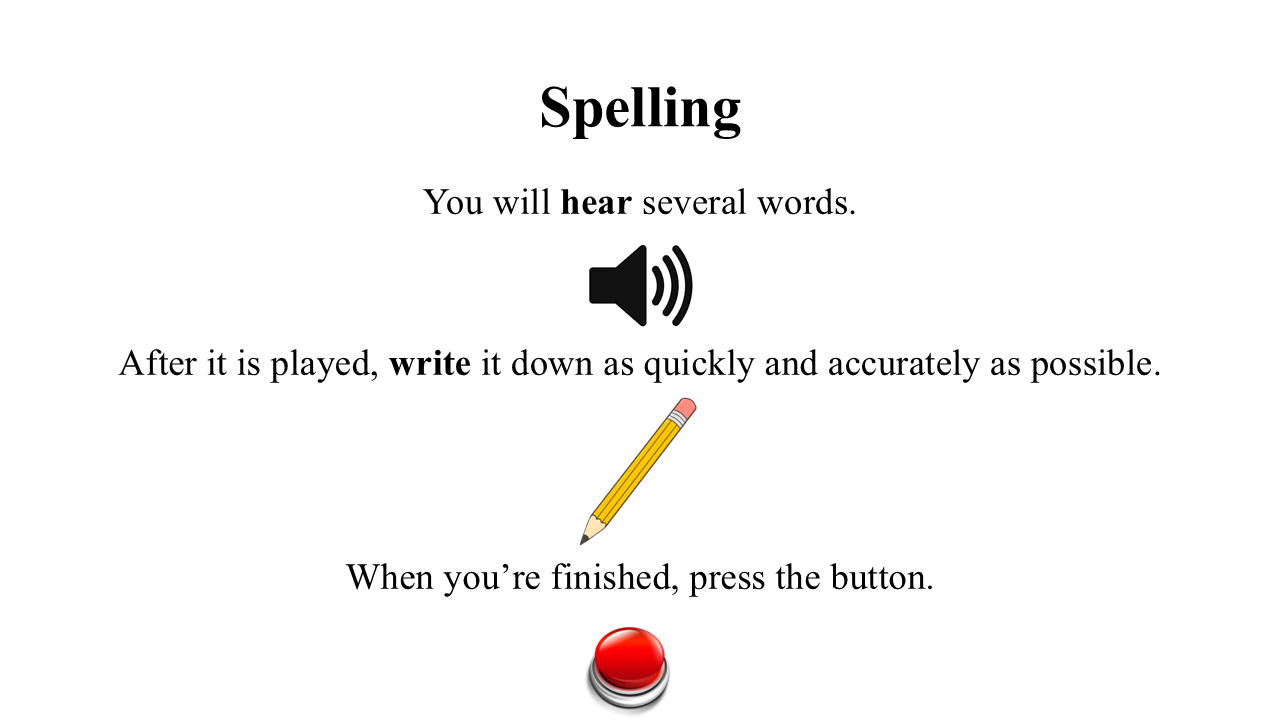 Spelling
You will hear several words.
After it is played, write it down as quickly and accurately as possible.
When you’re finished, press the button.